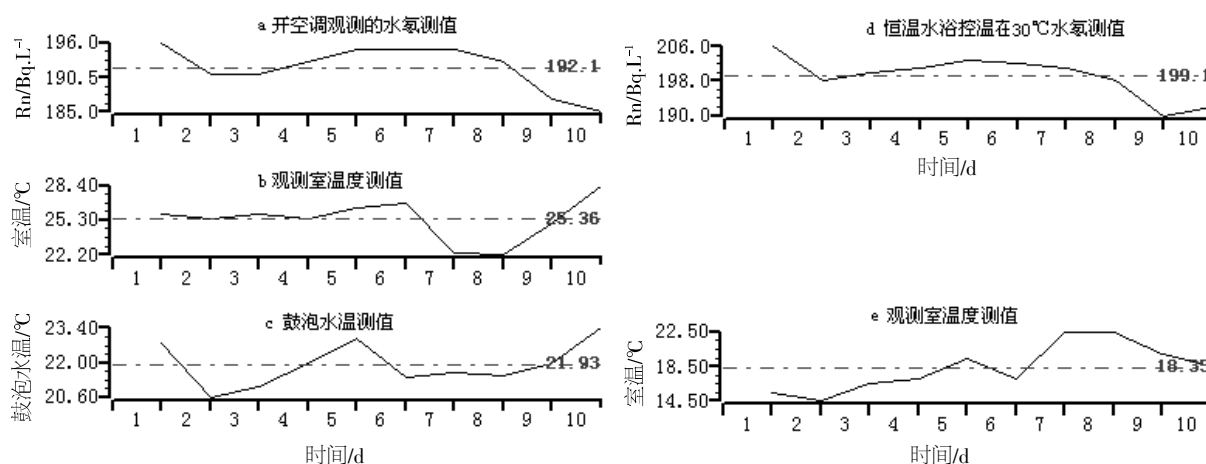 a 开空调观测的水氡测值
Rn/Bq.L⁻¹
196.0
190.5
185.0
192.1
1 2 3 4 5 6 7 8 9 10
b 观测室温度测值
室温/℃
28.40
25.30
22.20
25.36
1 2 3 4 5 6 7 8 9 10
c 鼓泡水温测值
鼓泡水温/℃
23.40
22.00
20.60
21.93
1 2 3 4 5 6 7 8 9 10
时间/d
d 恒温水浴控温在30℃水氡测值
Rn/Bq.L⁻¹
206.0
198.0
190.0
199.1
1 2 3 4 5 6 7 8 9 10
时间/d
e 观测室温度测值
室温/℃
22.50
18.50
14.50
18.35
1 2 3 4 5 6 7 8 9 10
时间/d